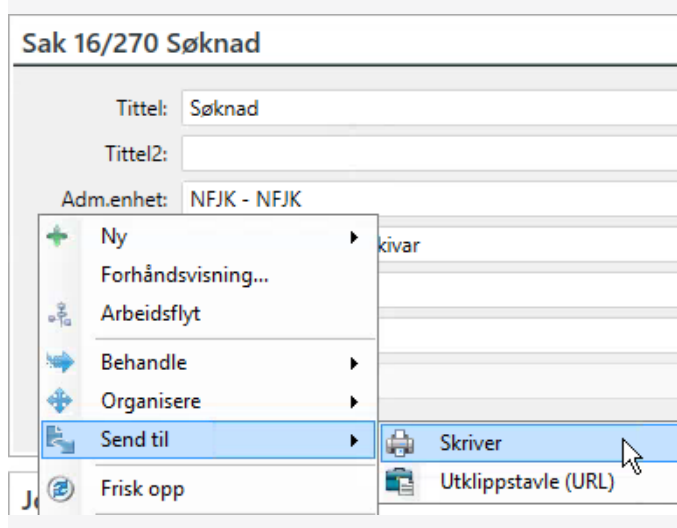 Sak 16/270 Søknad
Tittel: Søknad
Tittel2:
Adm.enhet: NFJK - NFJK
Ny
kivar
Forhåndsvisning...
Arbeidsflyt
Behandle
Organisere
Send til
Skriver
Utklippstavle (URL)
Frisk opp